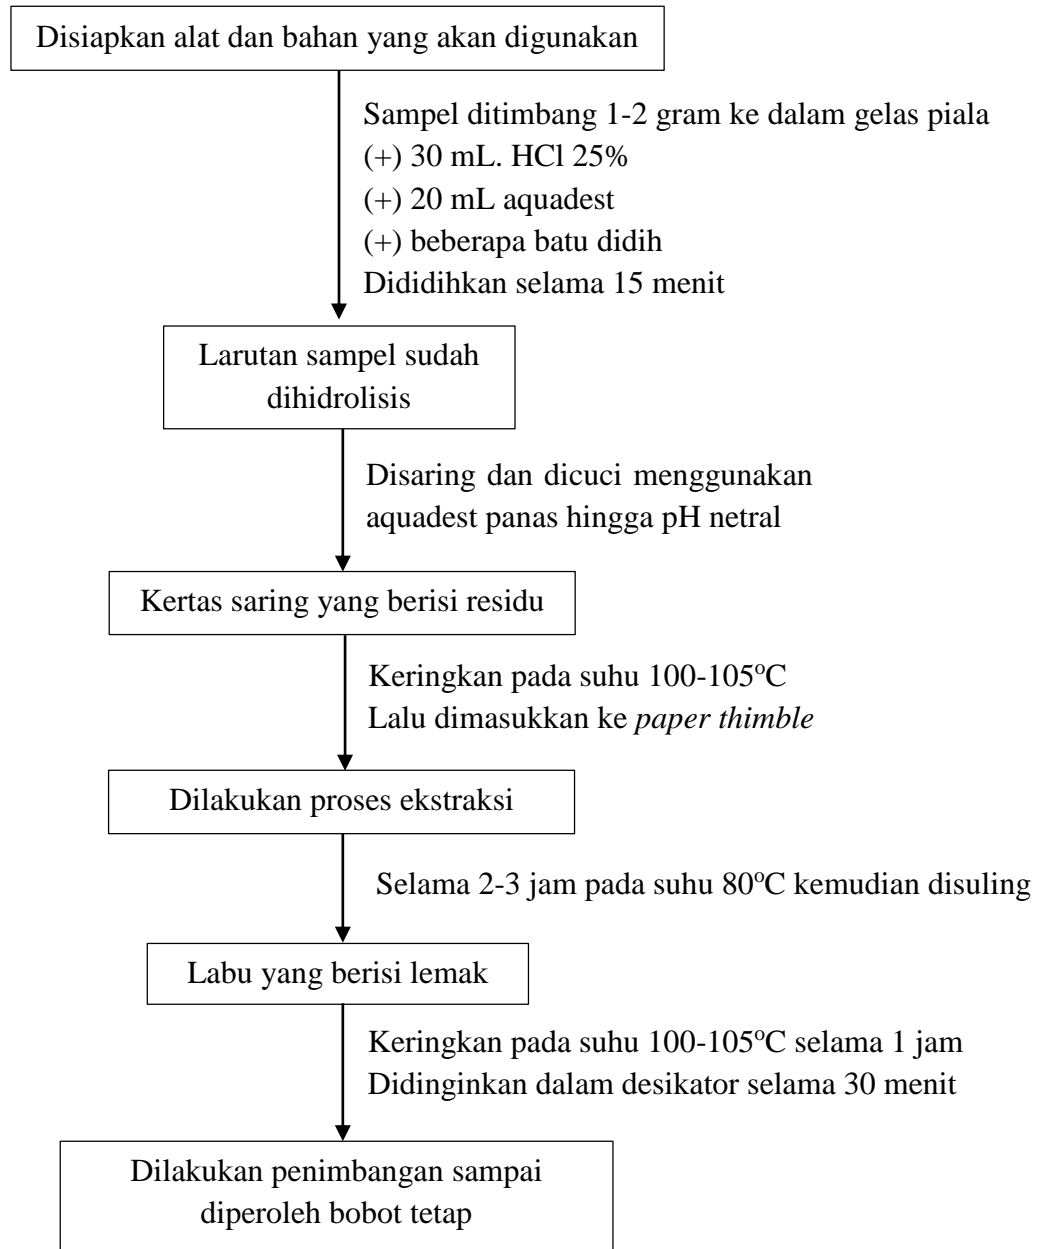 Disiapkan alat dan bahan yang akan digunakan
Sampel ditimbang 1-2 gram ke dalam gelas piala
(+) 30 mL. HCl 25%
(+) 20 mL aquadest
(+) beberapa batu didih
Dididihkan selama 15 menit
Larutan sampel sudah
dihidrolisis
Disaring dan dicuci menggunakan
aquadest panas hingga pH netral
Kertas saring yang berisi residu
Keringkan pada suhu 100-105°C
Lalu dimasukkan ke paper thimble
Dilakukan proses ekstraksi
Selama 2-3 jam pada suhu 80°C kemudian disuling
Labu yang berisi lemak
Keringkan pada suhu 100-105°C selama 1 jam
Didinginkan dalam desikator selama 30 menit
Dilakukan penimbangan sampai
diperoleh bobot tetap